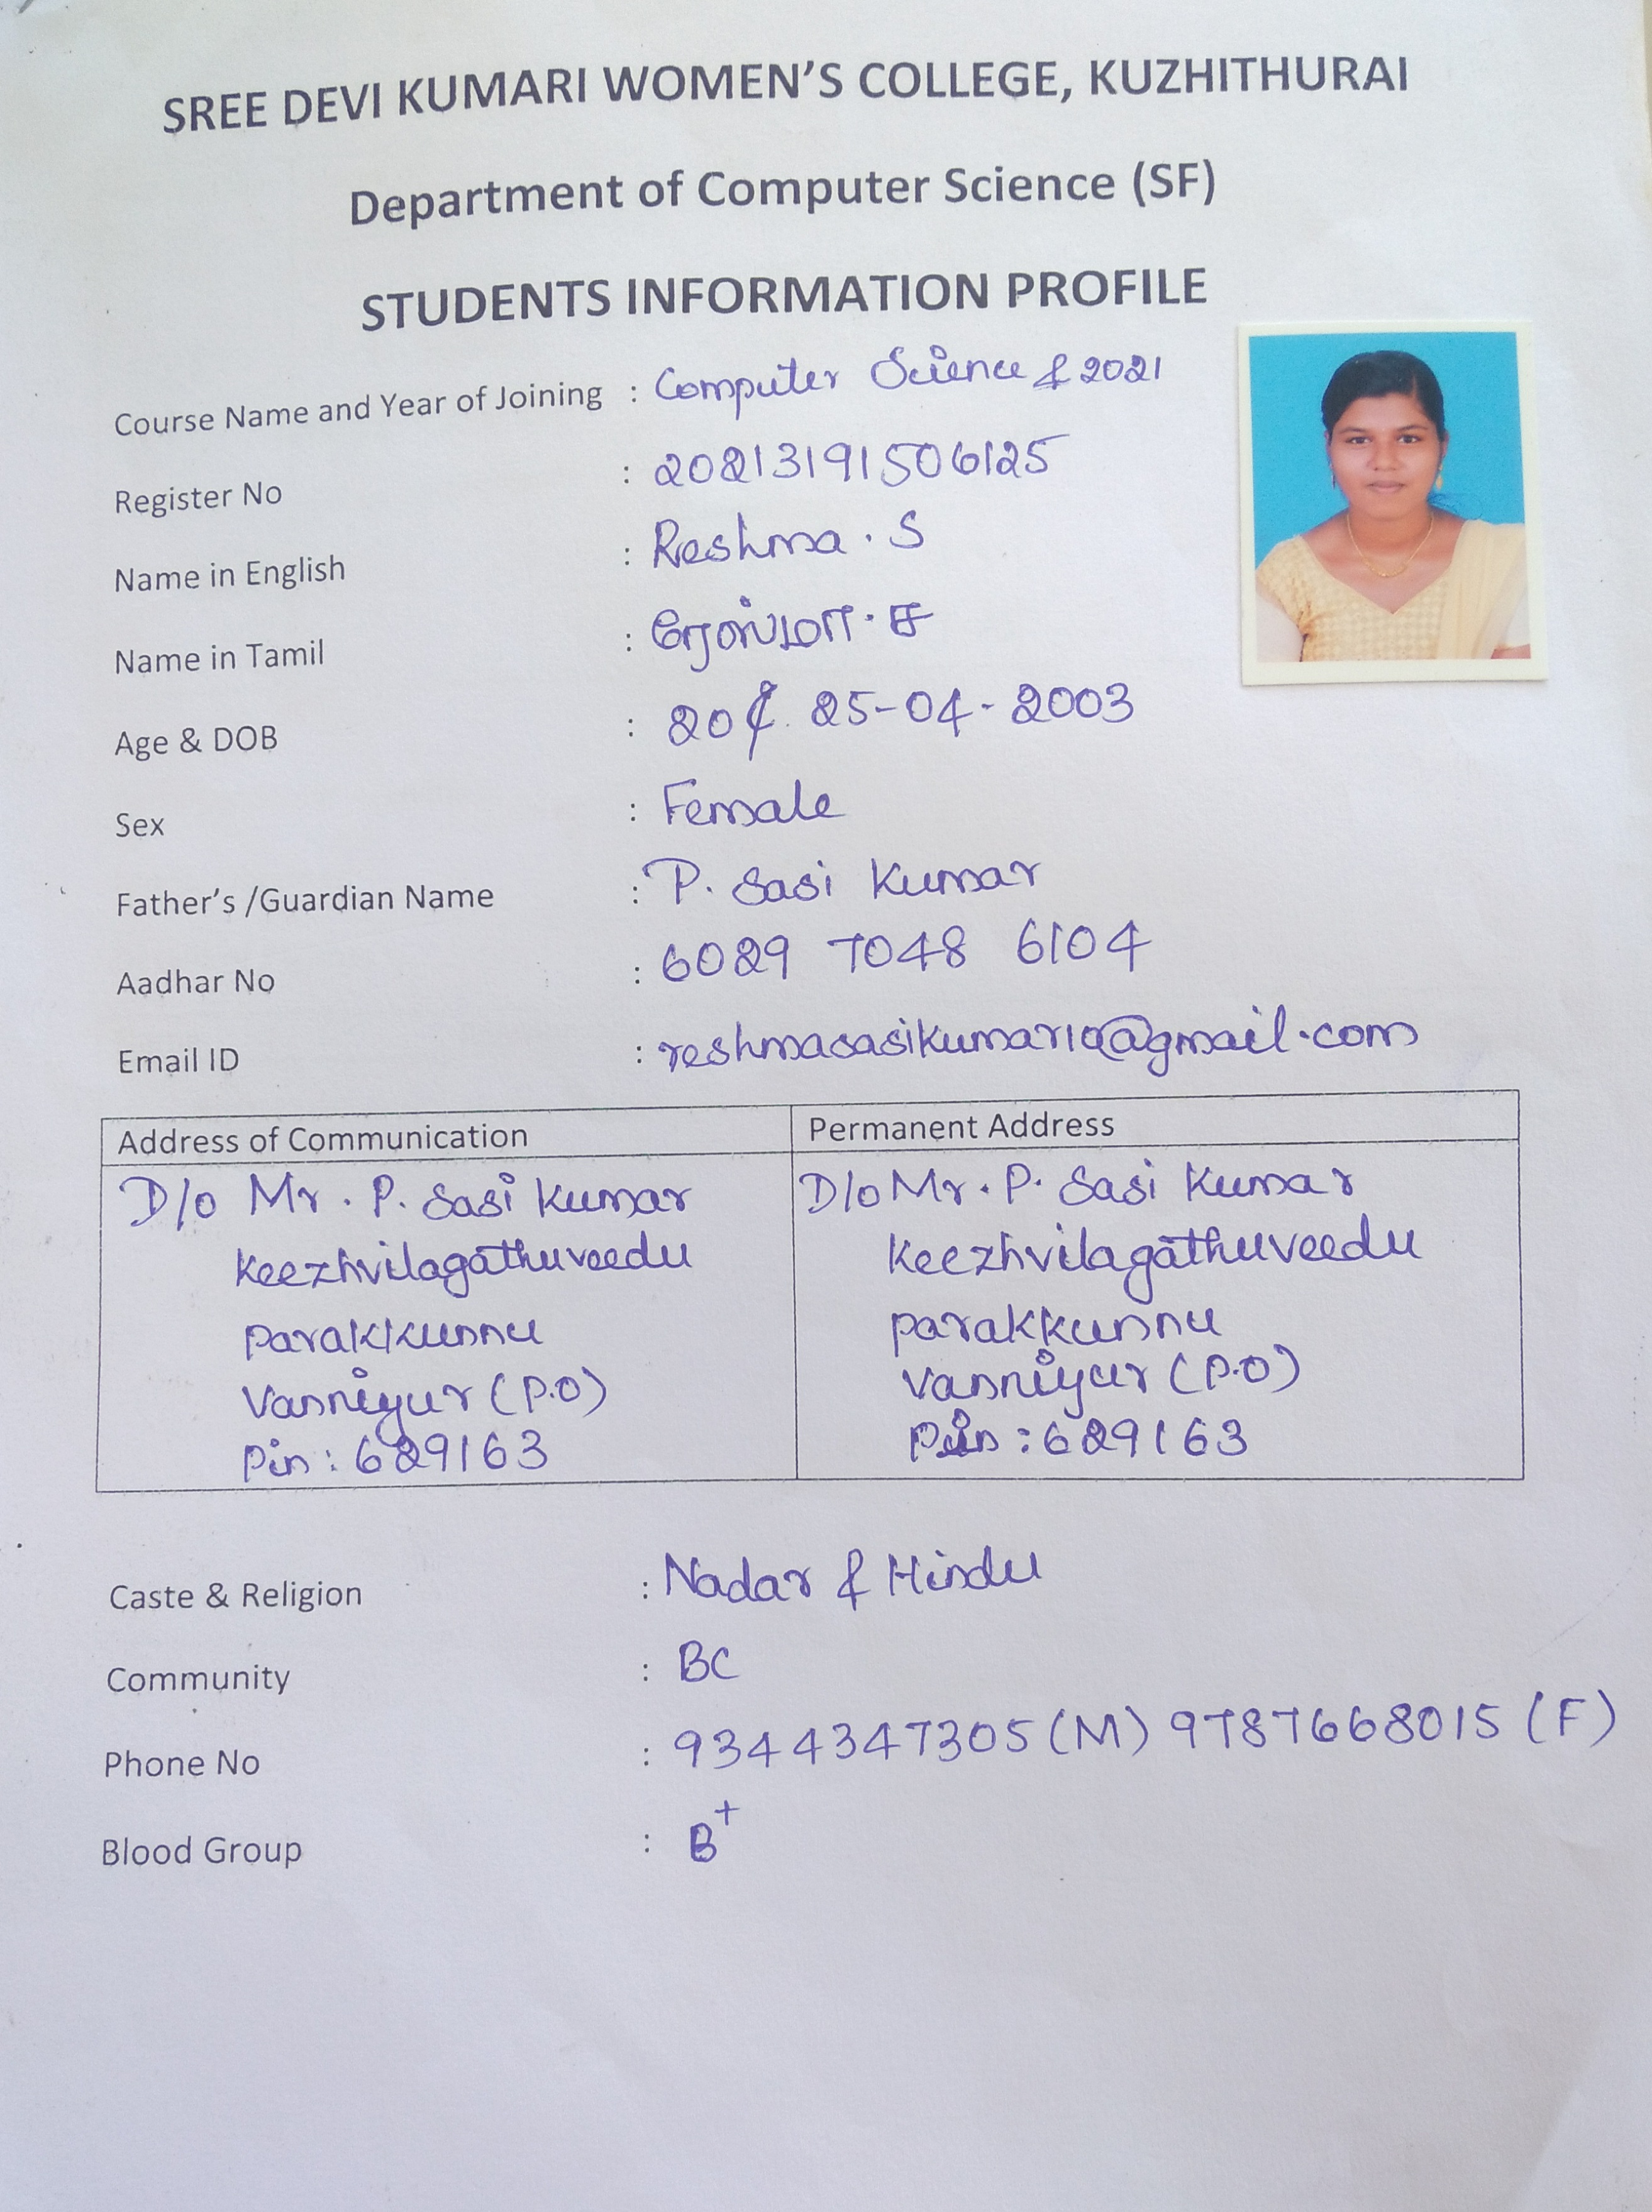 SREE DEVI KUMARI WOMEN'S COLLEGE, KUZHITHURAI
Department of Computer Science (SF)
STUDENTS INFORMATION PROFILE
Course Name and Year of Joining : Computer Science & 2021
Register No : 20213191506125
Name in English : Reshma . S
Name in Tamil : ரேஸ்மா . ச
Age & DOB : 20 & 25-04-2003
Sex : Female
Father's /Guardian Name : P. Sasi Kumar
Aadhar No : 6029 7048 6104
Email ID :
Address of Communication Permanent Address
D/o Mr. P. Sasi Kumar D/o Mr. P. Sasi Kumar
Keezhvilagathuveedu Keezhvilagathuveedu
Parakkunnu Parakkunnu
Vanniyur (P.O) Vanniyur (P.O)
Pin : 629163 Pin : 629163
Caste & Religion : Nadar & Hindu
Community : BC
Phone No : 9344347305 (M) 9787668015 (F)
Blood Group : B+